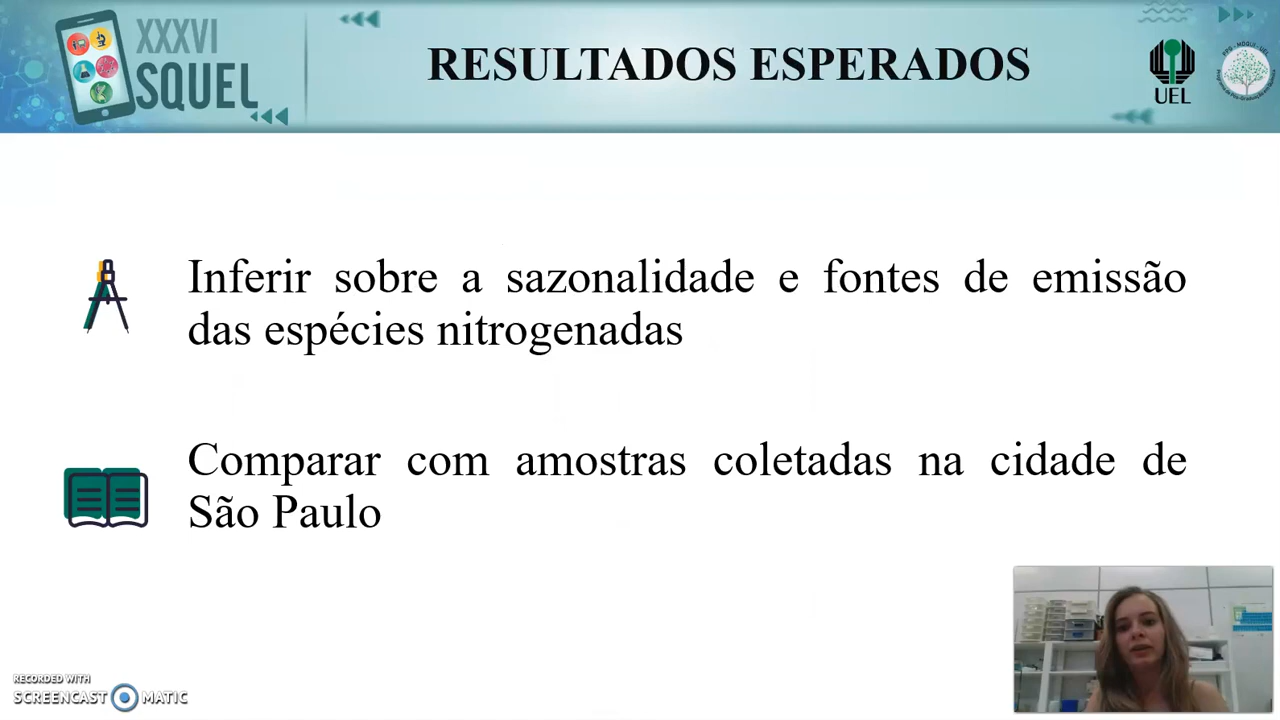 XXXVI
SQUEL
RESULTADOS ESPERADOS
UEL
Inferir sobre a sazonalidade e fontes de emissão
das espécies nitrogenadas
Comparar com amostras coletadas na cidade de
São Paulo
RECORDED WITH
SCREENCAST MATIC